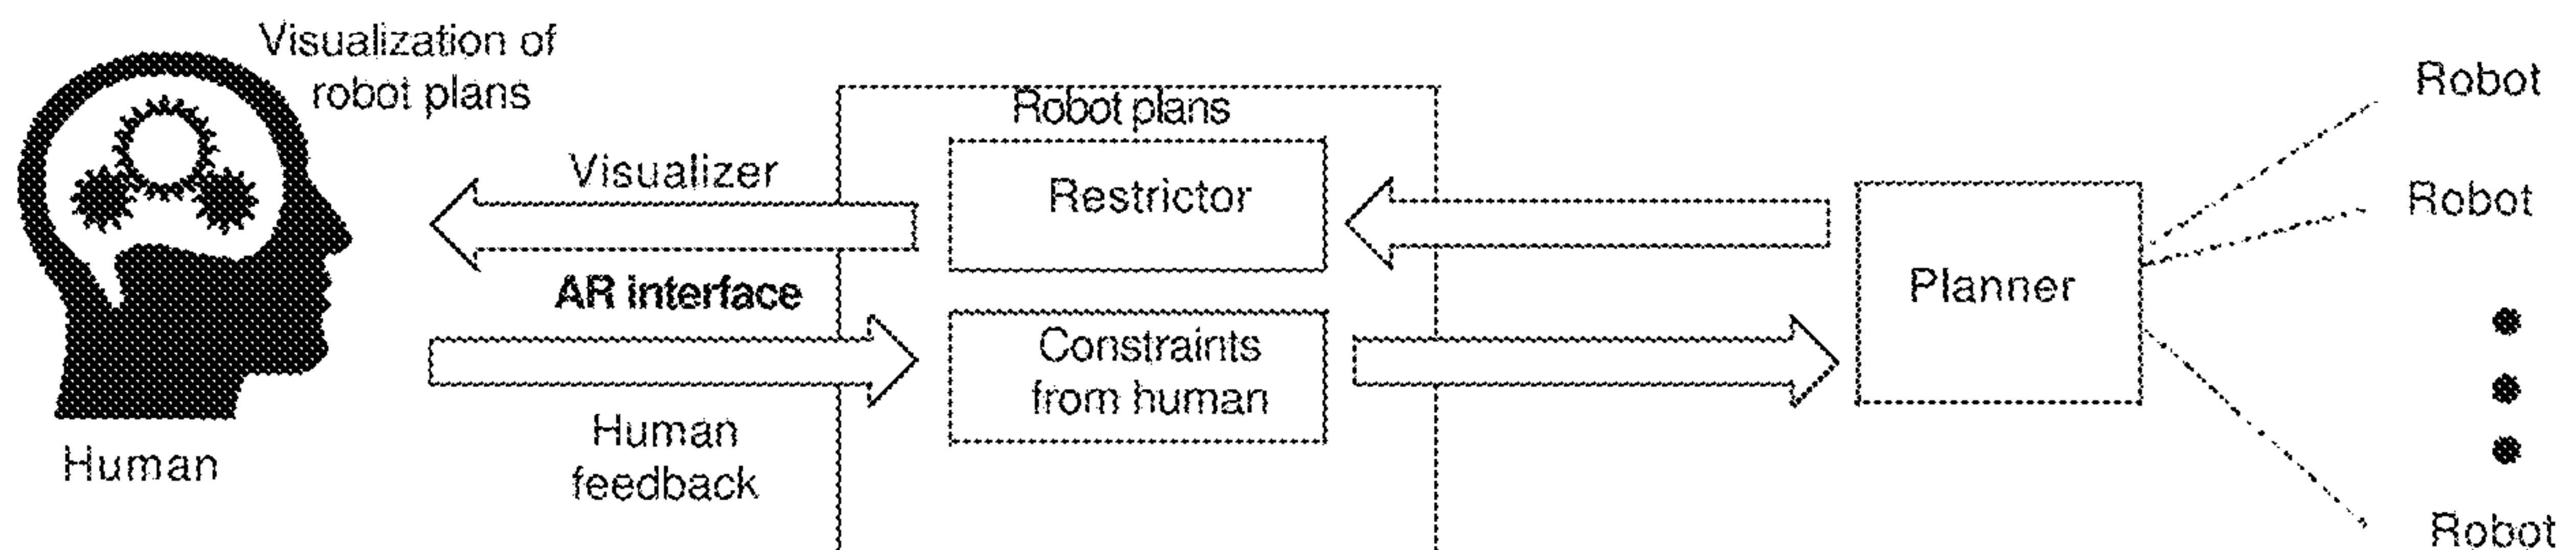 Visualization of
robot plans
Human
Visualizer
AR interface
Human
feedback
Robot plans
Restrictor
Constraints
from human
Planner
Robot
Robot
Robot